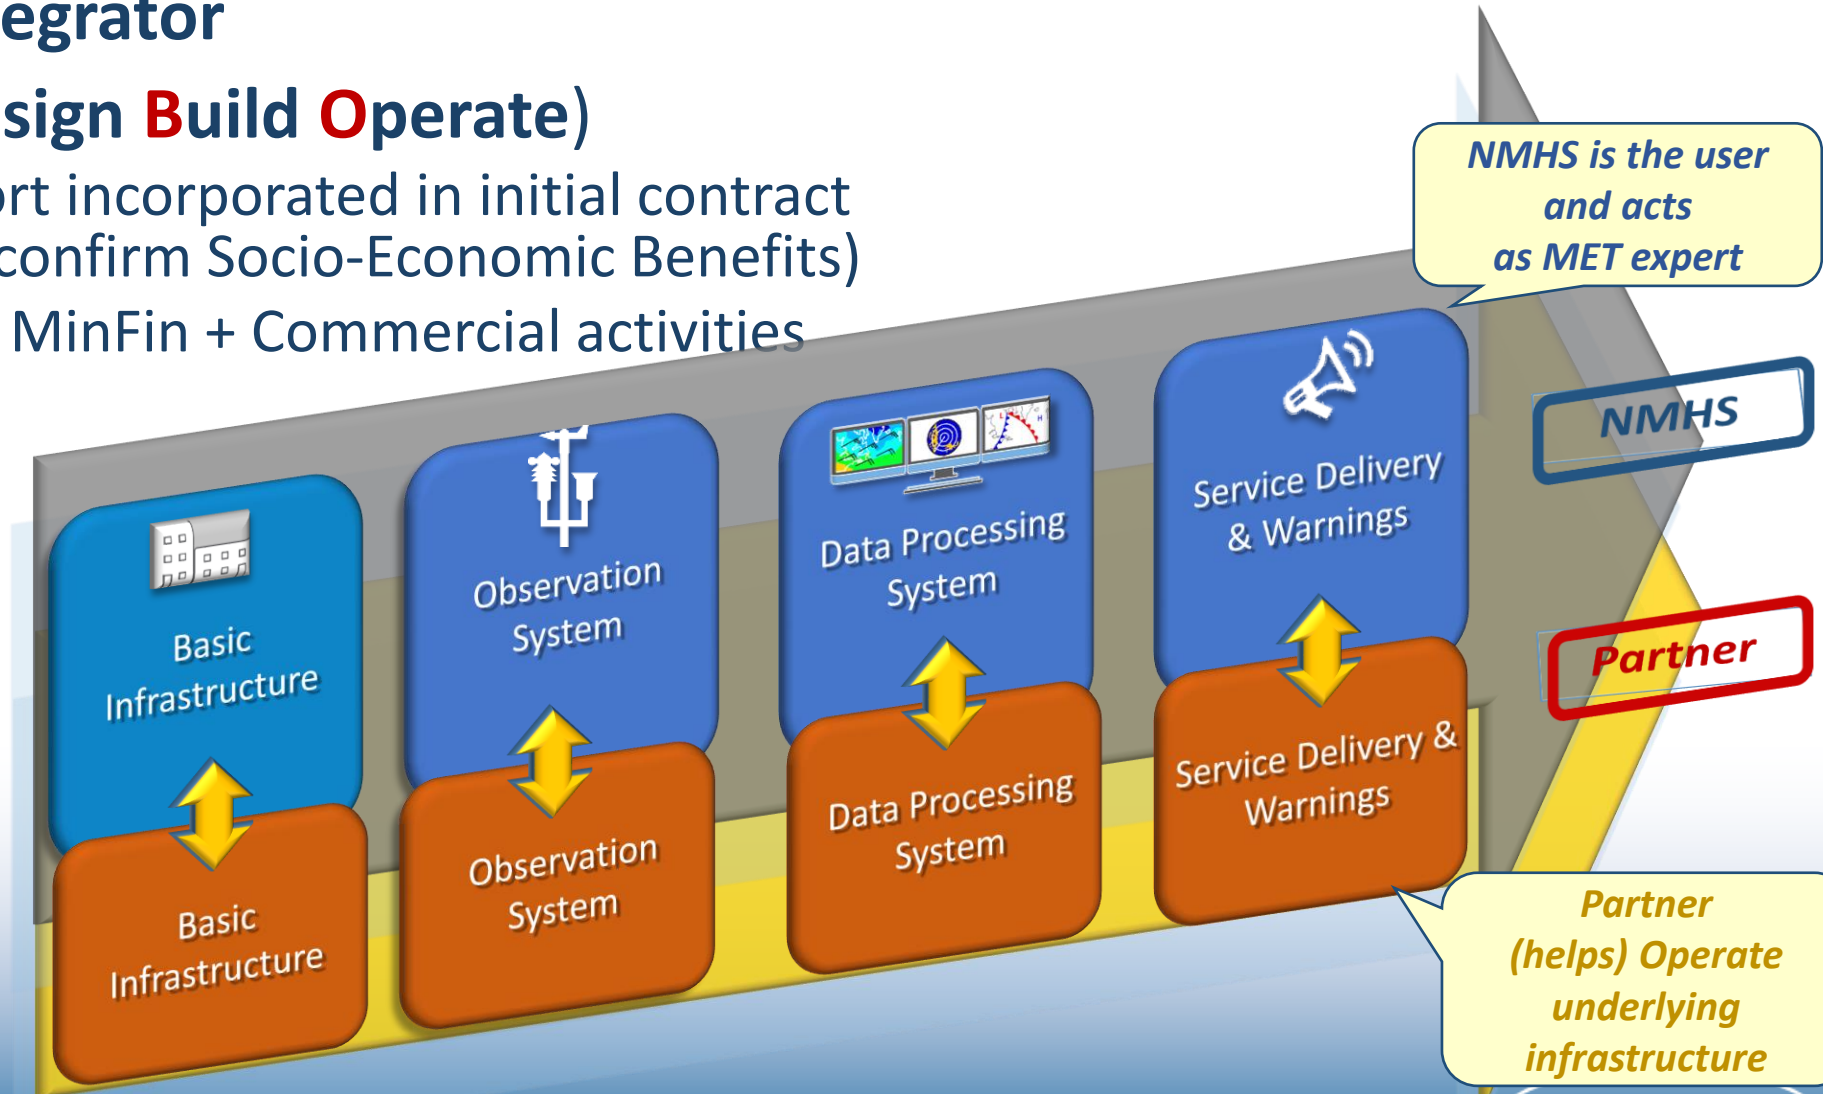 egrator
sign Build Operate)
ort incorporated in initial contract
confirm Socio-Economic Benefits)
MinFin + Commercial activities
NMHS is the user
and acts
as MET expert
NMHS
Partner
Basic
Infrastructure
Observation
System
Data Processing
System
Service Delivery
& Warnings
Basic
Infrastructure
Observation
System
Data Processing
System
Service Delivery &
Warnings
Partner
(helps) Operate
underlying
infrastructure